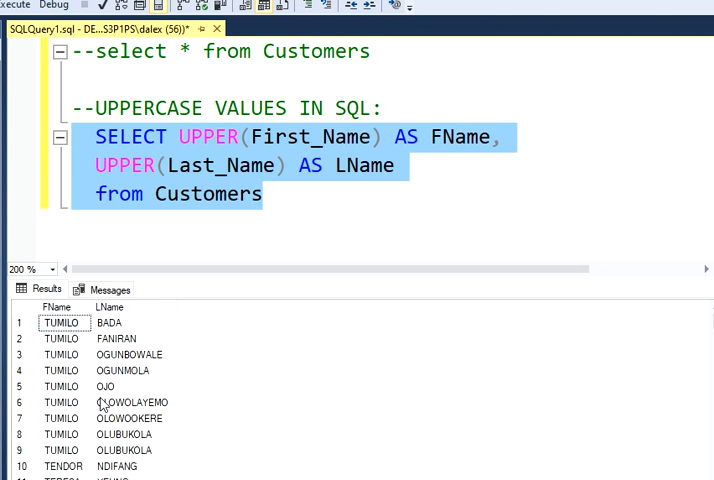 Execute Debug
SQLQuery1.sql - DE...S3P1PS\dalex (56))*
--select * from Customers
--UPPERCASE VALUES IN SQL:
SELECT UPPER(First_Name) AS FName,
UPPER(Last_Name) AS LName
from Customers
200 %
Results Messages
FName LName
1 TUMILO BADA
2 TUMILO FANIRAN
3 TUMILO OGUNBOWALE
4 TUMILO OGUNMOLA
5 TUMILO OJO
6 TUMILO OLOWOLAYEMO
7 TUMILO OLOWOOKERE
8 TUMILO OLUBUKOLA
9 TUMILO OLUBUKOLA
10 TENDOR NDIFANG